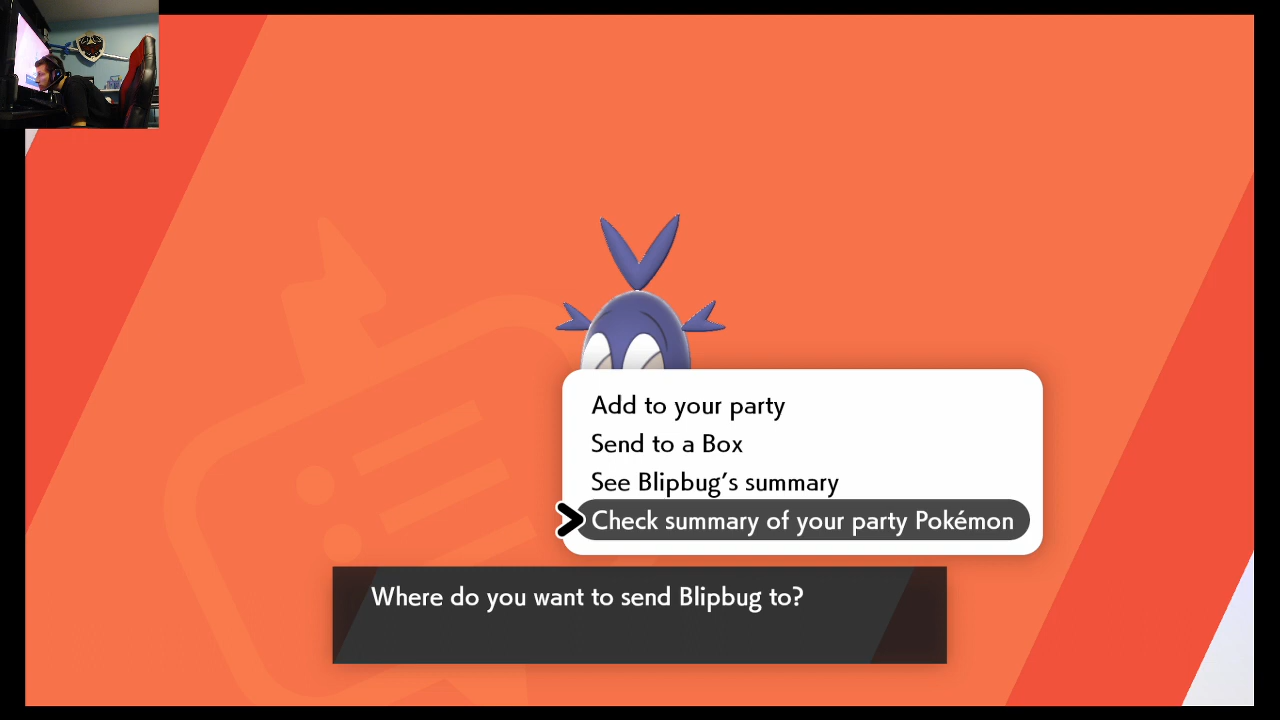 Add to your party
Send to a Box
See Blipbug's summary
Check summary of your party Pokémon
Where do you want to send Blipbug to?